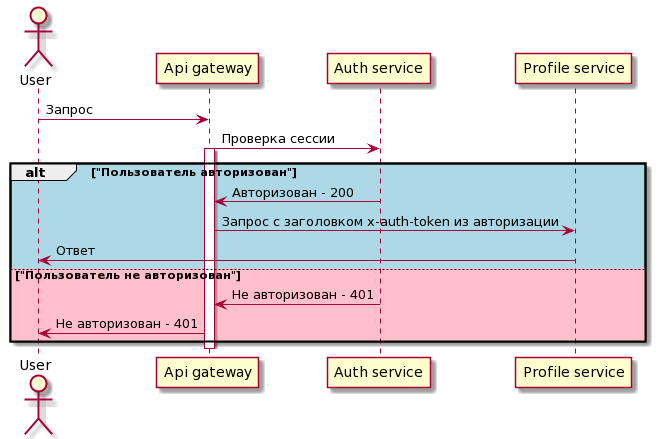 User
Api gateway
Auth service
Profile service
Запрос
Проверка сессии
alt
["Пользователь авторизован"]
Авторизован - 200
Запрос с заголовком x-auth-token из авторизации
Ответ
["Пользователь не авторизован"]
Не авторизован - 401
Не авторизован - 401
User
Api gateway
Auth service
Profile service